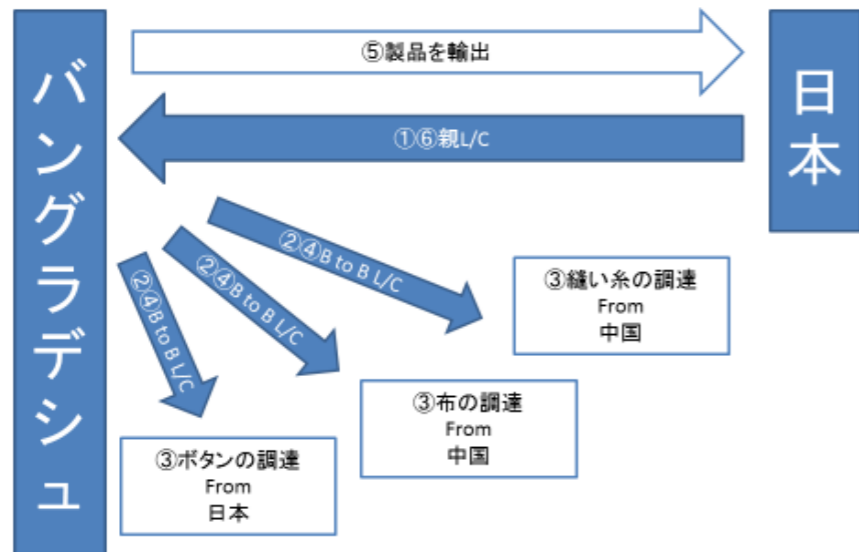 バングラデシュ
⑤製品を輸出
日本
①⑥親L/C
②④B to B L/C
②④B to B L/C
②④B to B L/C
③縫い糸の調達
From
中国
③布の調達
From
中国
③ボタンの調達
From
日本